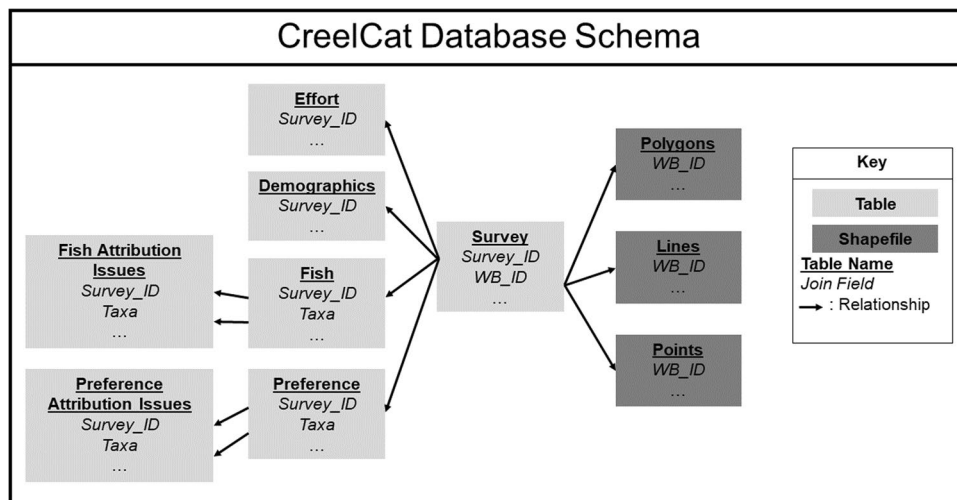 CreelCat Database Schema
Effort
Survey_ID
...
Demographics
Survey_ID
...
Fish Attribution
Issues
Survey_ID
Taxa
...
Fish
Survey_ID
Taxa
...
Preference
Attribution Issues
Survey_ID
Taxa
...
Preference
Survey_ID
Taxa
...
Survey
Survey_ID
WB_ID
...
Polygons
WB_ID
...
Lines
WB_ID
...
Points
WB_ID
...
Key
Table
Shapefile
Table Name
Join Field
: Relationship